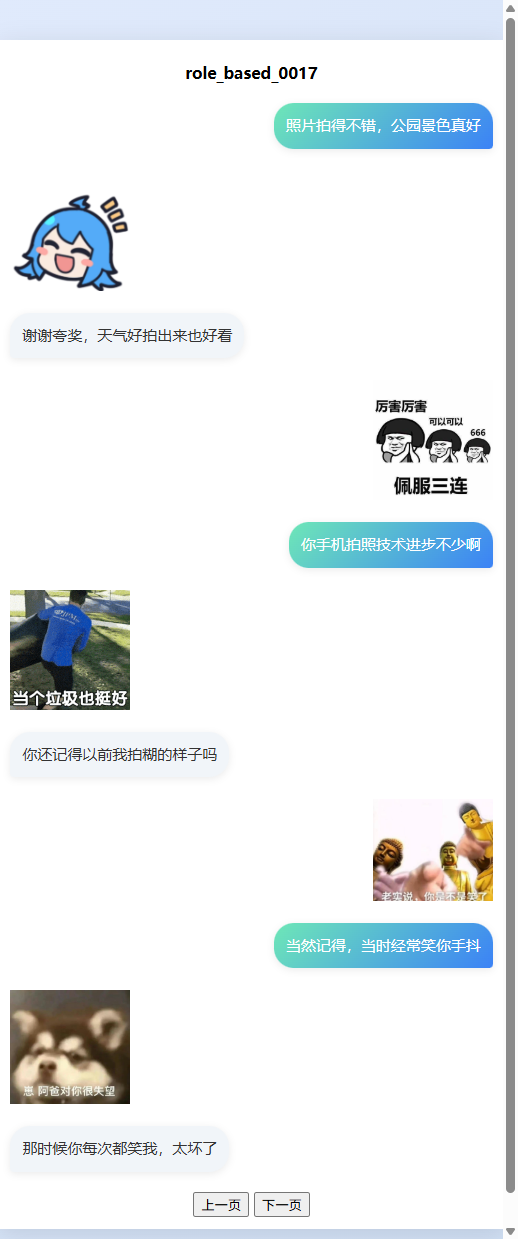 role_based_0017
照片拍得不错，公园景色真好
谢谢夸奖，天气好拍出来也好看
厉害厉害
可以可以
666
佩服三连
你手机拍照技术进步不少啊
当个垃圾也挺好
你还记得以前我拍糊的样子吗
老实说，你是不是笑了
当然记得，当时经常笑你手抖
崽 阿爸对你很失望
那时候你每次都笑我，太坏了
上一页 下一页